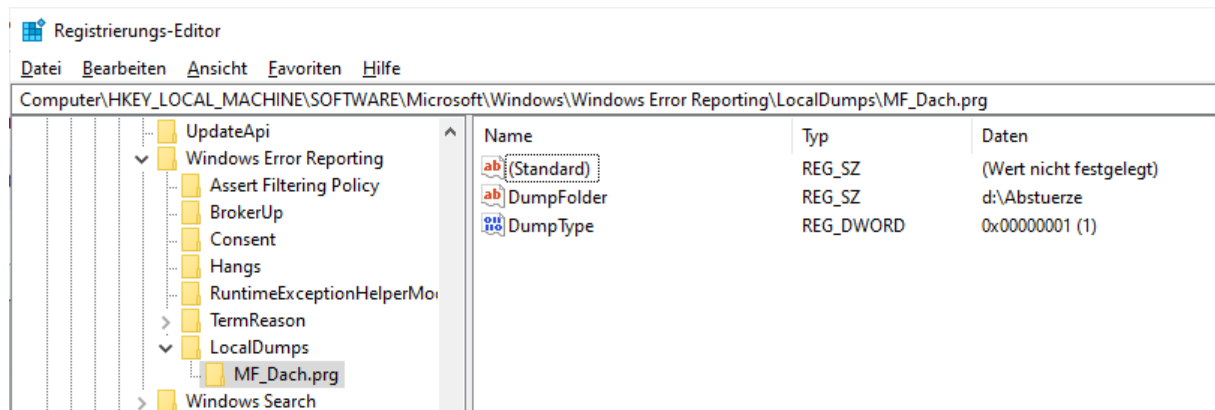 Registrierungs-Editor
Datei Bearbeiten Ansicht Favoriten Hilfe
Computer\HKEY_LOCAL_MACHINE\SOFTWARE\Microsoft\Windows\Windows Error Reporting\LocalDumps\MF_Dach.prg
UpdateApi
Windows Error Reporting
Assert Filtering Policy
BrokerUp
Consent
Hangs
RuntimeExceptionHelperMo
TermReason
LocalDumps
MF_Dach.prg
Windows Search
Name Typ Daten
(Standard) REG_SZ (Wert nicht festgelegt)
DumpFolder REG_SZ d:\Abstuerze
DumpType REG_DWORD 0x00000001 (1)